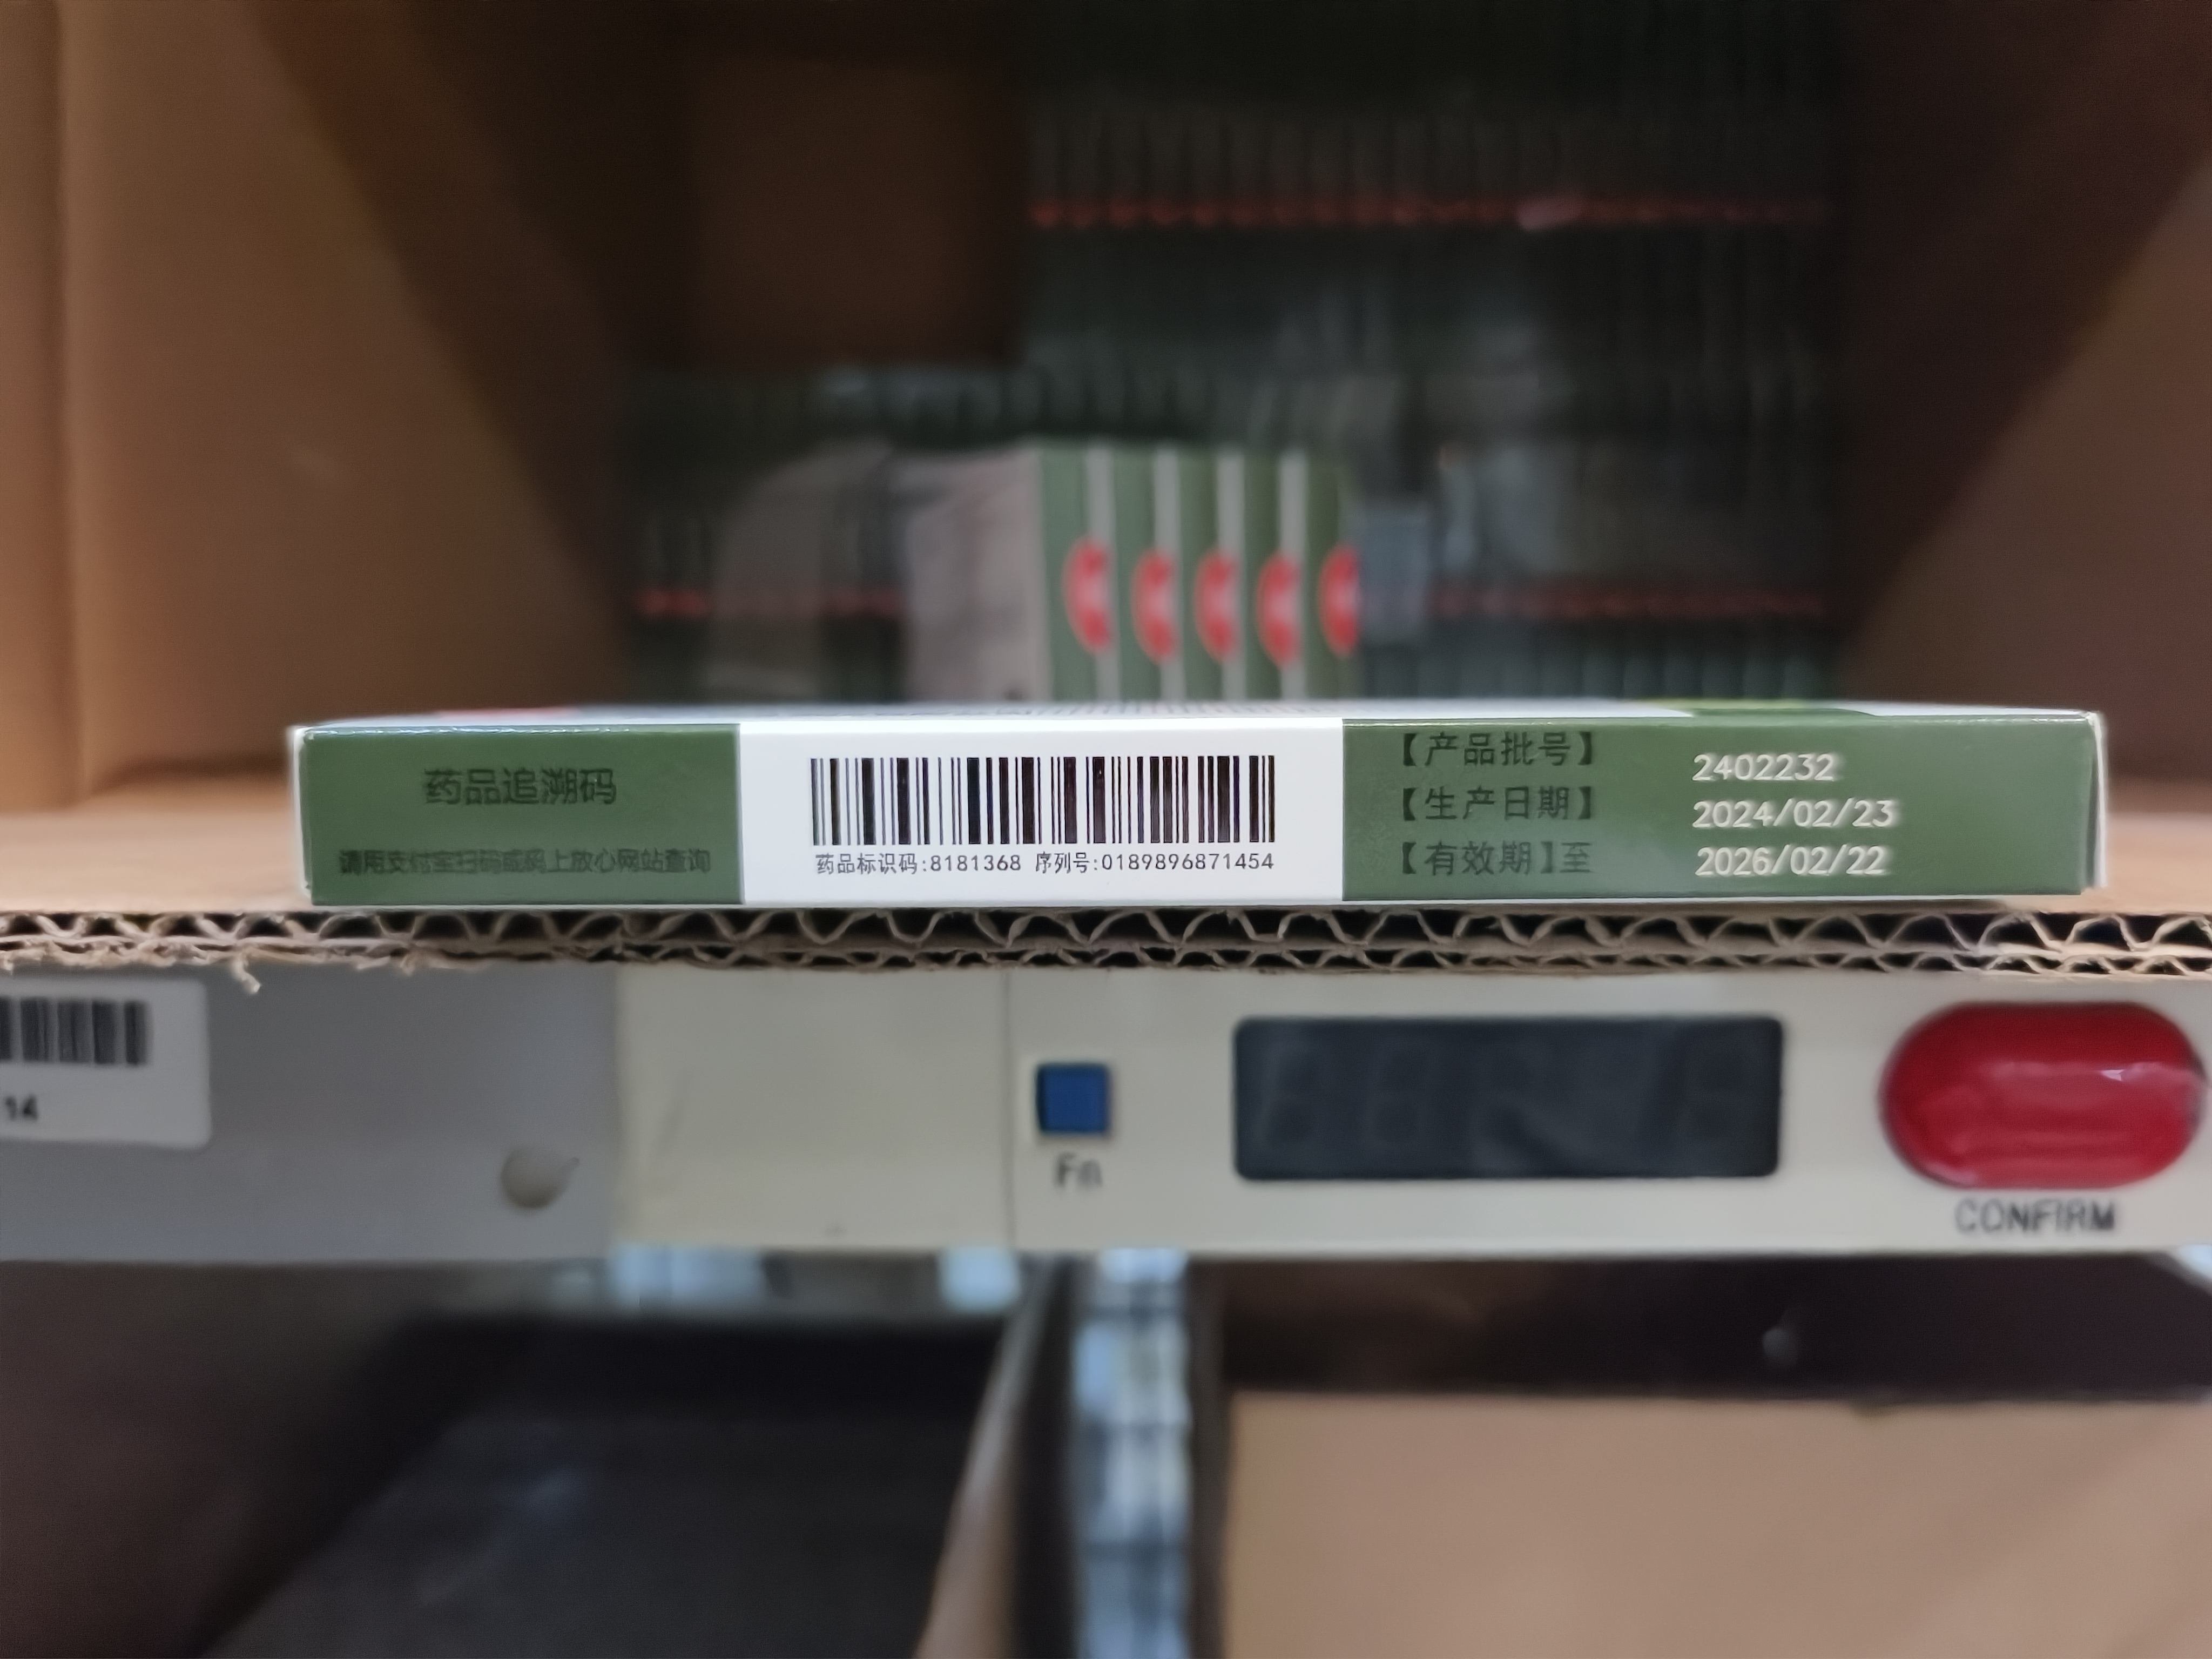 药品追溯码
请用支付宝扫码或码上放心网站查询
药品标识码:8181368 序列号:0189896871454
【产品批号】 2402232
【生产日期】 2024/02/23
【有效期】至 2026/02/22
14
Fn
CONFIRM